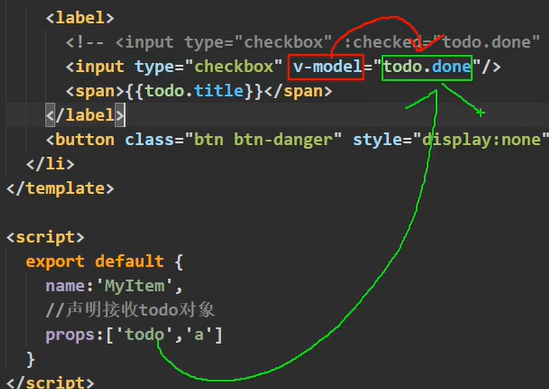 <label>
<!-- <input type="checkbox" :checked="todo.done"
<input type="checkbox" v-model="todo.done"/>
<span>{{todo.title}}</span>
</label>
<button class="btn btn-danger" style="display:none"
</li>
</template>
<script>
export default {
name:'MyItem',
//声明接收todo对象
props:['todo','a']
}
</script>